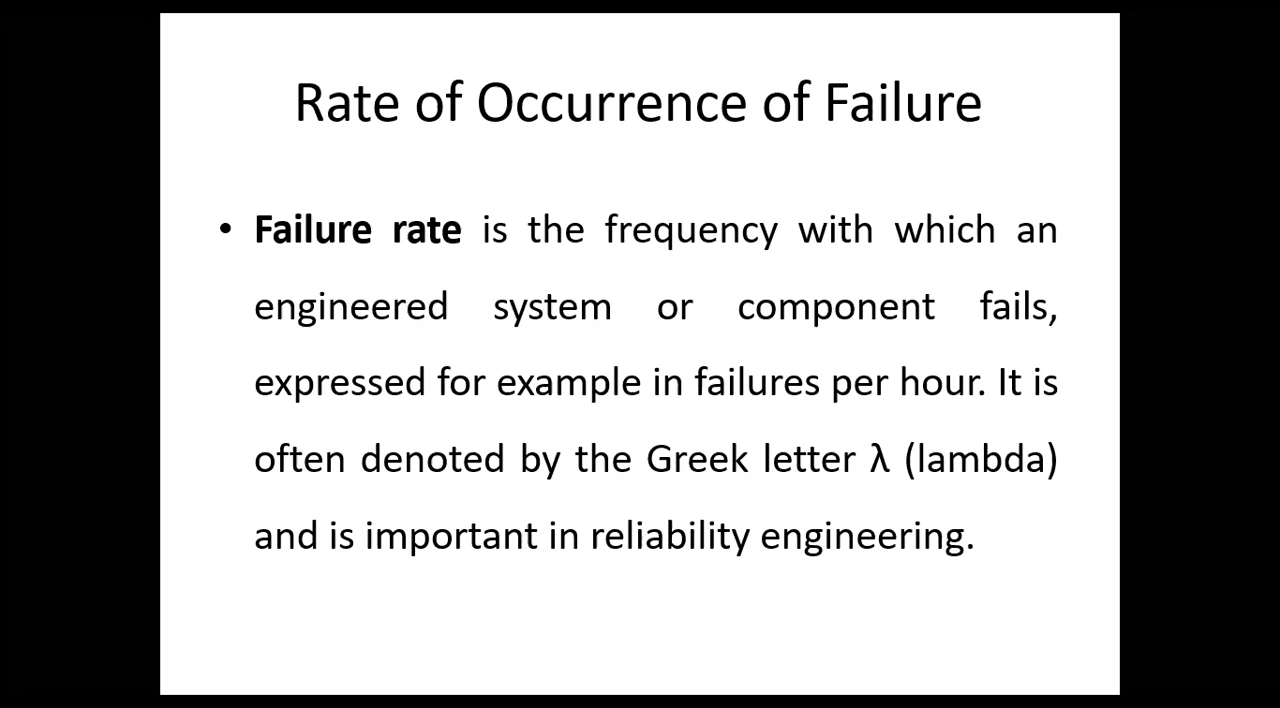 Rate of Occurrence of Failure
• Failure rate is the frequency with which an
engineered system or component fails,
expressed for example in failures per hour. It is
often denoted by the Greek letter λ (lambda)
and is important in reliability engineering.